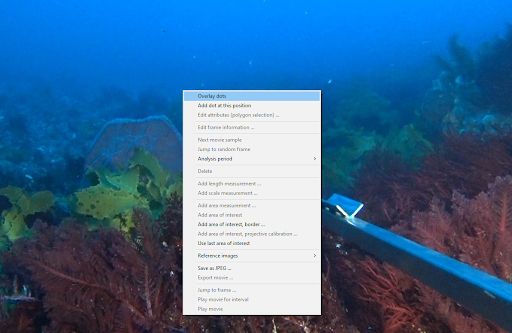 Overlay dots
Add dot at this position
Edit attributes (polygon selection) ...
Edit frame information ...
Next movie sample
Jump to random frame
Analysis period
Delete
Add length measurement ...
Add scale measurement ...
Add area measurement ...
Add area of interest
Add area of interest, border ...
Add area of interest, projective calibration ...
Use last area of interest
Reference images
Save as JPEG ...
Export movie ...
Jump to frame ...
Play movie for interval
Play movie